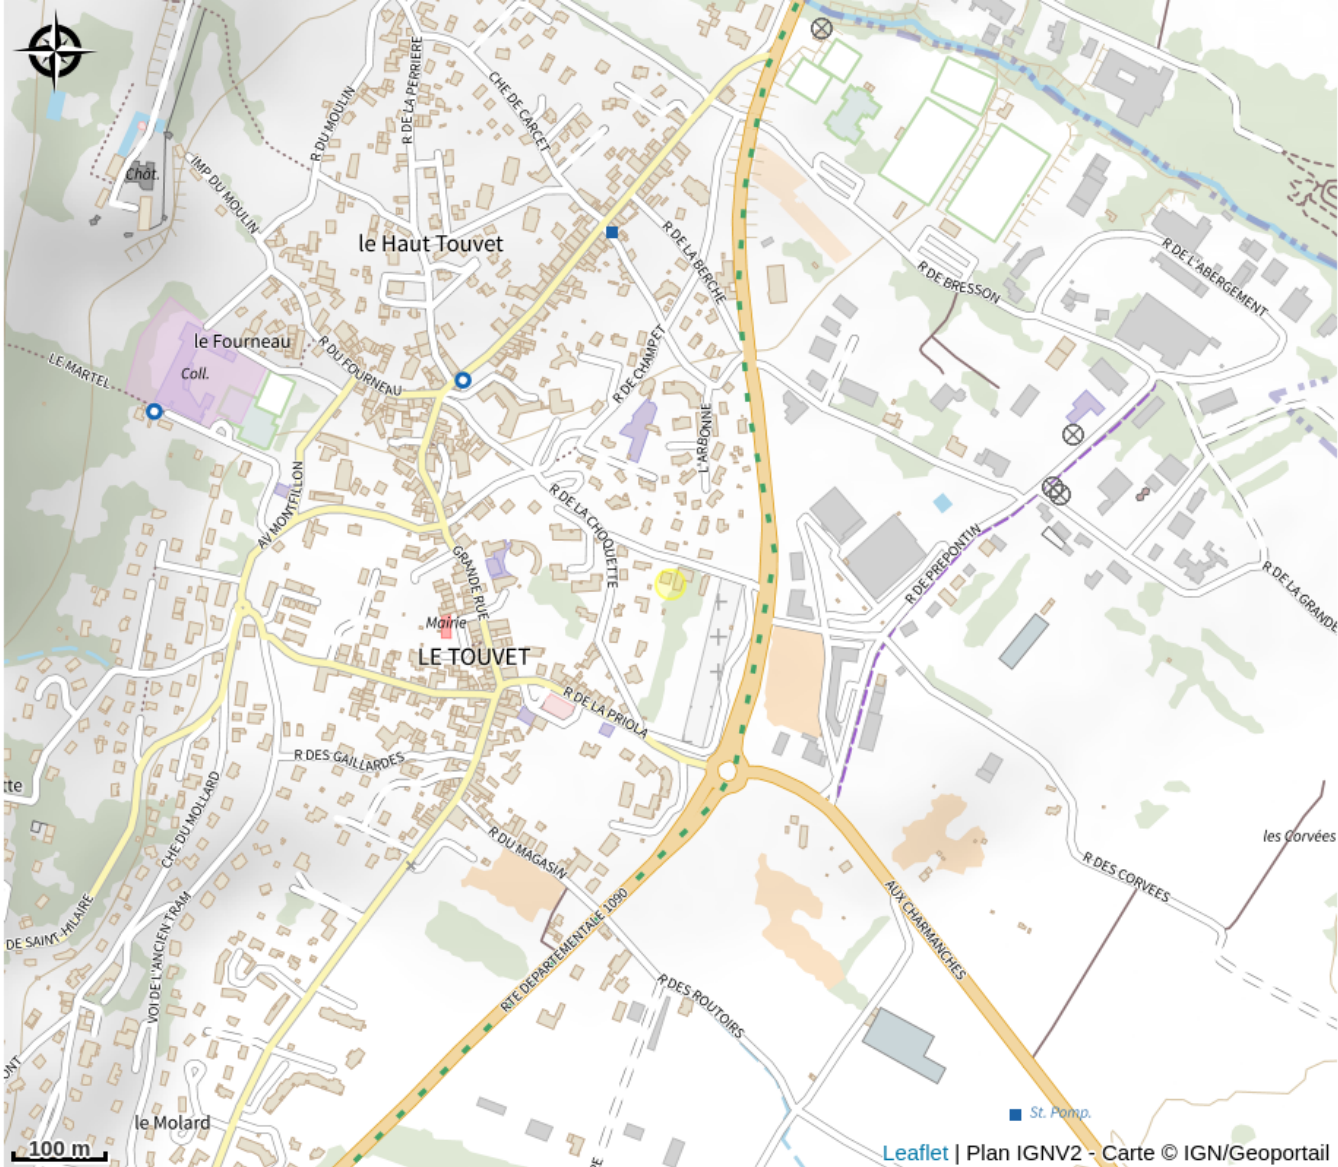 R DU MOULIN
R DE LA PERRIERE
CHE DE CARCET
IMP DU MOULIN
Chât.
le Haut Touvet
R DE LA BERCHE
R DE BRESSON
R DE L'ABERGEMENT
le Fourneau
Coll.
LE MARTEL
R DU FOURNEAU
R DE CHAMPET
L'ARBONNE
AV MONTFILLON
R DE LA CHOQUETTE
GRANDE RUE
R DE PREPONTIN
R DE LA GRANDE
Mairie
LE TOUVET
R DE LA PRIOLA
R DES GAILLARDES
tte
CHE DU MOLLARD
R DU MAGASIN
les Corvées
R DES CORVEES
AUX CHARMANCHES
DE SAINT-HILAIRE
VOI DE L'ANCIEN TRAM
RTE DEPARTEMENTALE 1090
R DES ROUTOIRS
ONT
le Molard
St. Pomp.
PE
100 m
Leaflet | Plan IGNV2 - Carte © IGN/Geoportail